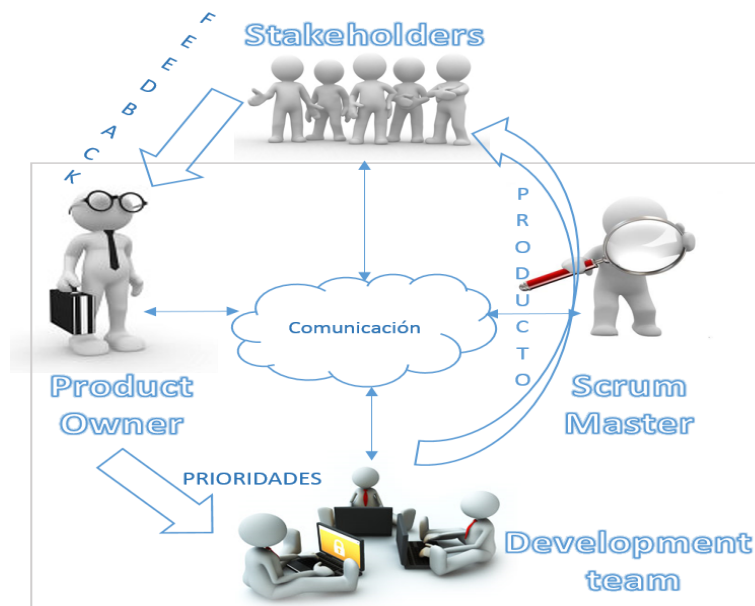 Stakeholders
FEEDBACK
PRODUCTO
Comunicación
Product
Owner
Scrum
Master
PRIORIDADES
Development
team